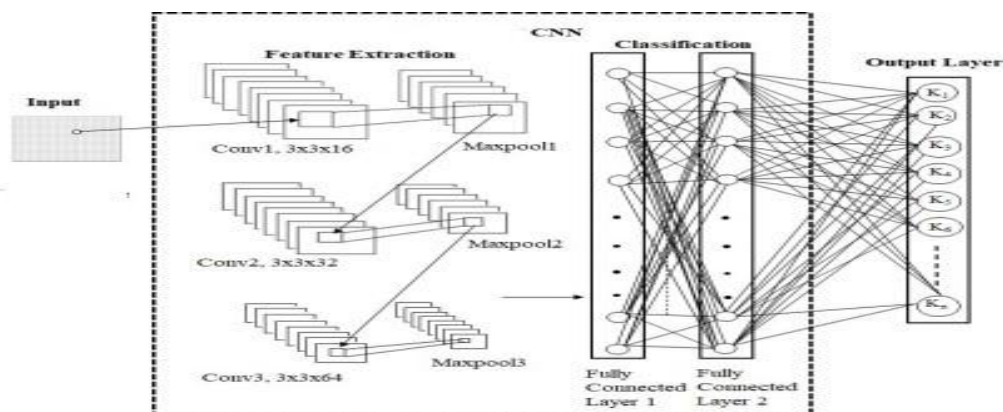 CNN
Feature Extraction
Classification
Output Layer
Input
Conv1, 3x3x16
Maxpool1
Conv2, 3x3x32
Maxpool2
Conv3, 3x3x64
Maxpool3
Fully
Connected
Layer 1
Fully
Connected
Layer 2
K1
K2
K3
K4
K5
K6
Kn